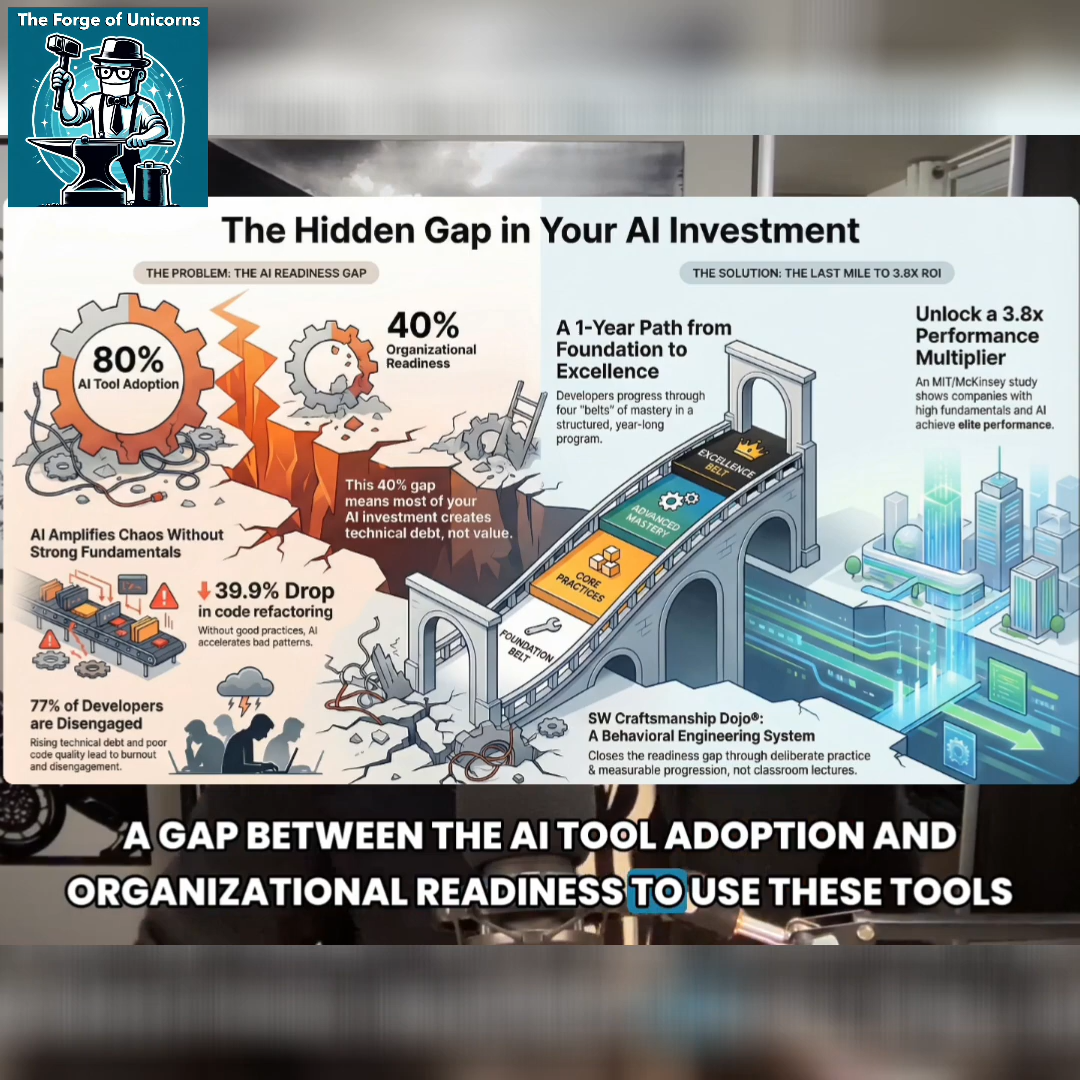 The Forge of Unicorns
The Hidden Gap in Your AI Investment
THE PROBLEM: THE AI READINESS GAP
80%
AI Tool Adoption
40%
Organizational
Readiness
This 40% gap
means most of your
AI investment creates
technical debt, not value.
AI Amplifies Chaos Without
Strong Fundamentals
39.9% Drop
in code refactoring
Without good practices, AI
accelerates bad patterns.
77% of Developers
are Disengaged
Rising technical debt and poor
code quality lead to burnout
and disengagement.
THE SOLUTION: THE LAST MILE TO 3.8X ROI
A 1-Year Path from
Foundation to
Excellence
Developers progress through
four "belts" of mastery in a
structured, year-long
program.
Unlock a 3.8x
Performance
Multiplier
An MIT/McKinsey study
shows companies with
high fundamentals and AI
achieve elite performance.
EXCELLENCE
BELT
ADVANCED
MASTERY
CORE
PRACTICES
FOUNDATION
BELT
SW Craftsmanship Dojo®:
A Behavioral Engineering System
Closes the readiness gap through deliberate practice
& measurable progression, not classroom lectures.
A GAP BETWEEN THE AI TOOL ADOPTION AND
ORGANIZATIONAL READINESS TO USE THESE TOOLS